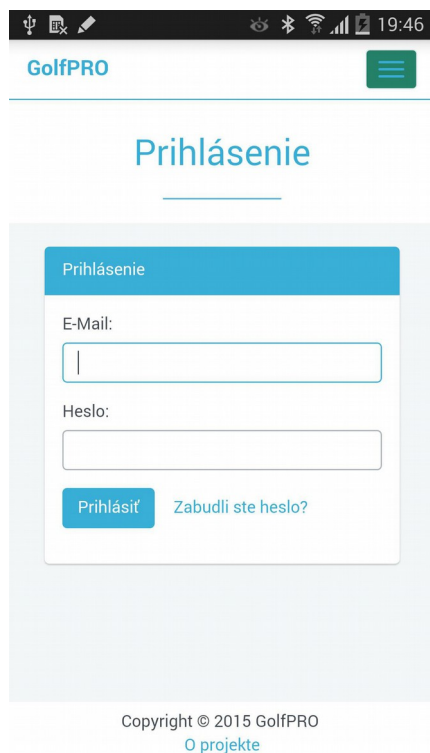 19:46
GolfPRO
Prihlásenie
Prihlásenie
E-Mail:
Heslo:
Prihlásiť Zabudli ste heslo?
Copyright © 2015 GolfPRO
O projekte